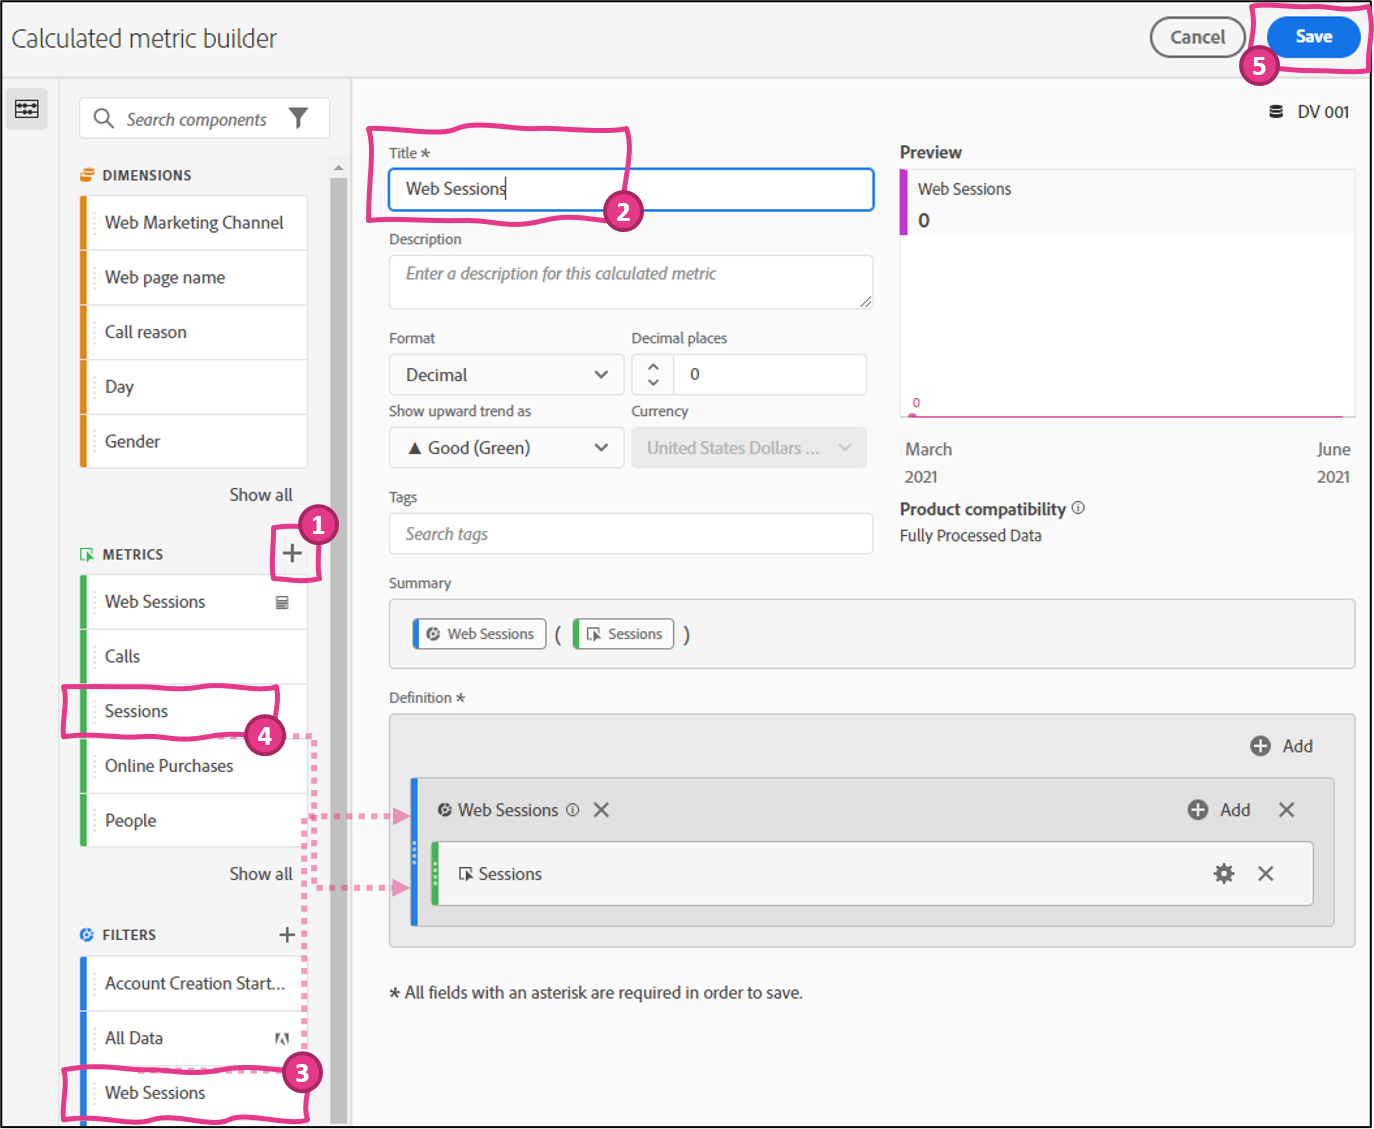 Calculated metric builder
Cancel
Save
5
Search components
DV 001
DIMENSIONS
Web Marketing Channel
Web page name
Call reason
Day
Gender
Show all
1
METRICS
Web Sessions
Calls
Sessions
4
Online Purchases
People
Show all
FILTERS
Account Creation Start...
All Data
3
Web Sessions
Title *
Web Sessions
2
Description
Enter a description for this calculated metric
Format
Decimal places
Decimal
0
Show upward trend as
Currency
▲ Good (Green)
United States Dollars ...
Tags
Search tags
Summary
Web Sessions ( Sessions )
Definition *
Add
Web Sessions
Add
Sessions
* All fields with an asterisk are required in order to save.
Preview
Web Sessions
0
0
March
2021
June
2021
Product compatibility
Fully Processed Data